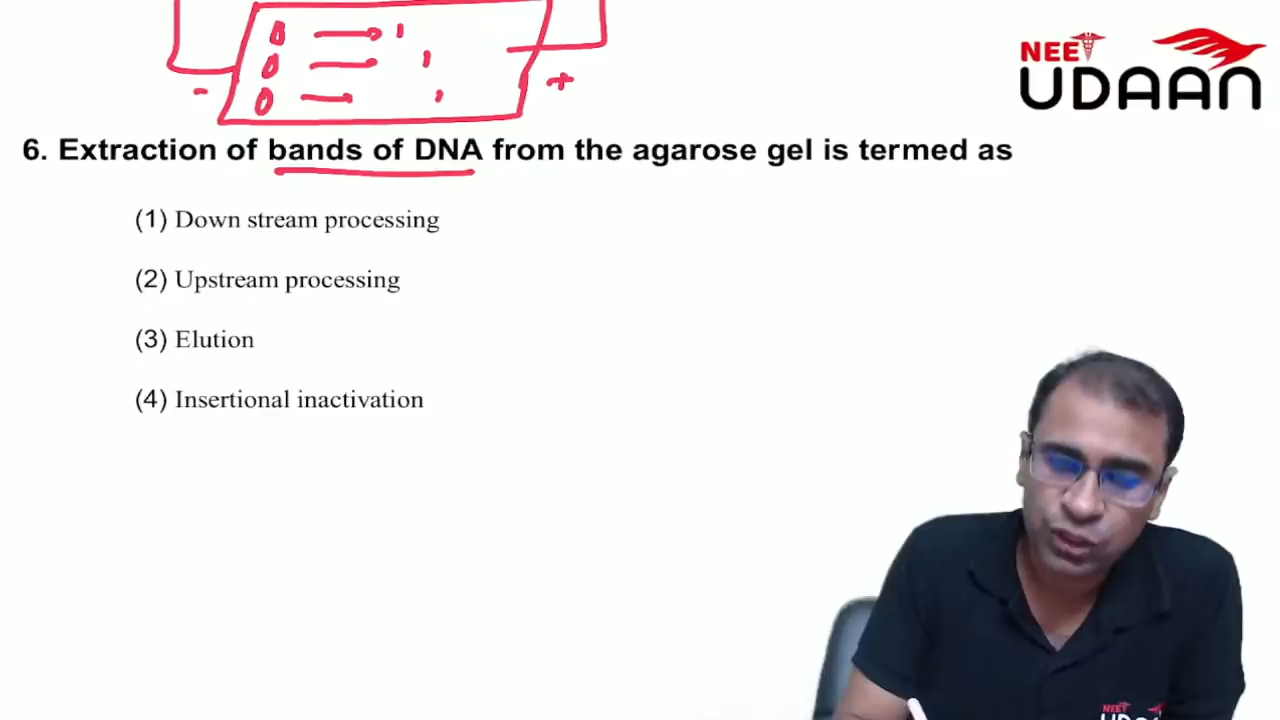 NEET
UDAAN
- +
6. Extraction of bands of DNA from the agarose gel is termed as
(1) Down stream processing
(2) Upstream processing
(3) Elution
(4) Insertional inactivation
NEET